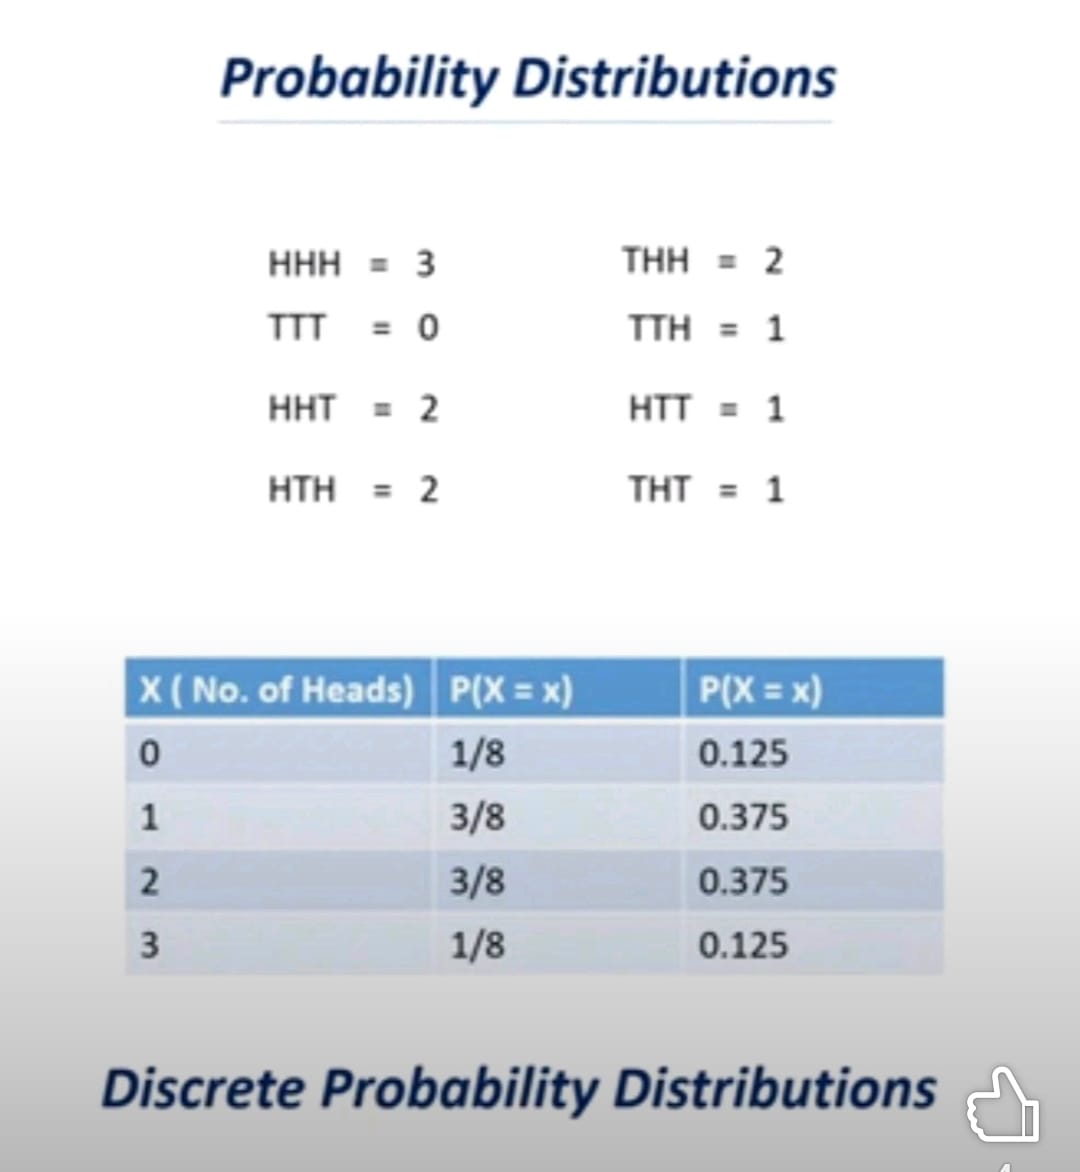 Probability Distributions
HHH = 3 THH = 2
TTT = 0 TTH = 1
HHT = 2 HTT = 1
HTH = 2 THT = 1
X ( No. of Heads) P(X = x) P(X = x)
0 1/8 0.125
1 3/8 0.375
2 3/8 0.375
3 1/8 0.125
Discrete Probability Distributions